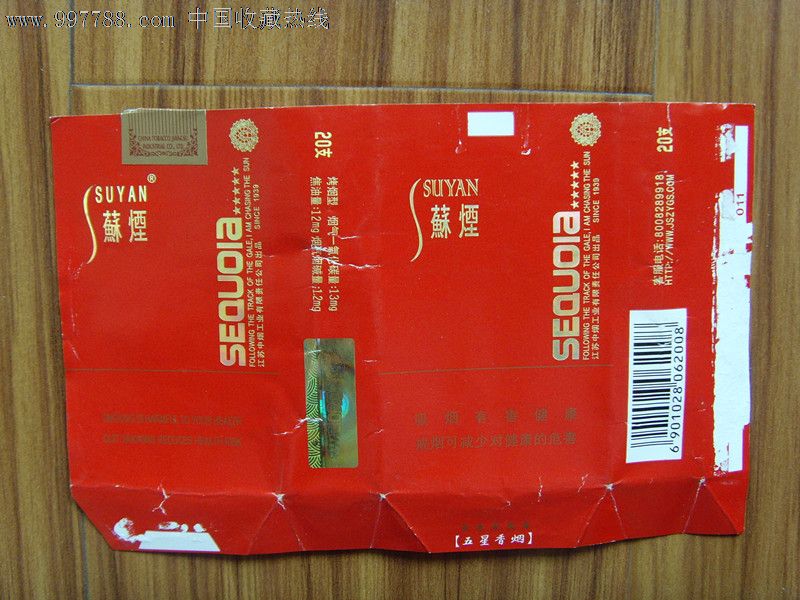 www.997788.com 中国收藏热线
CHINA TOBACCO JIANGSU
INDUSTRIAL CO., LTD.
SUYAN®
蘇煙
SEQUOIA
★★★★★
FOLLOWING THE TRACK OF THE GALE, I AM CHASING THE SUN
江苏中烟工业有限责任公司出品 SINCE 1939
SMOKING IS HARMFUL TO YOUR HEALTH
QUIT SMOKING REDUCES HEALTH RISK
20支
烤烟型 烟气一氧化碳量:13mg
焦油量:12mg 烟气烟碱量:1.2mg
SUYAN
蘇煙
SEQUOIA
★★★★★
FOLLOWING THE TRACK OF THE GALE, I AM CHASING THE SUN
江苏中烟工业有限责任公司出品 SINCE 1939
吸烟有害健康
戒烟可减少对健康的危害
★★★★★
【五星香烟】
20支
客服电话:8008289918
HTTP://WWW.JSZYGS.COM
6 901028 062008
011